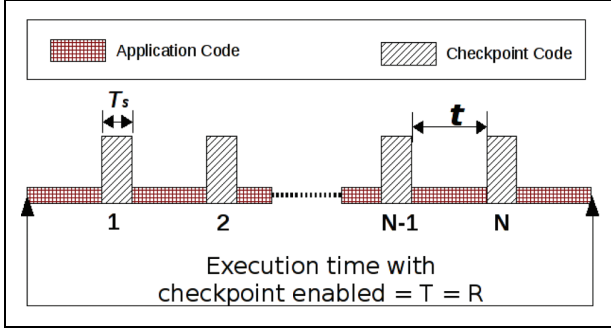 Application Code
Checkpoint Code
Ts
t
1
2
N-1
N
Execution time with
checkpoint enabled = T = R